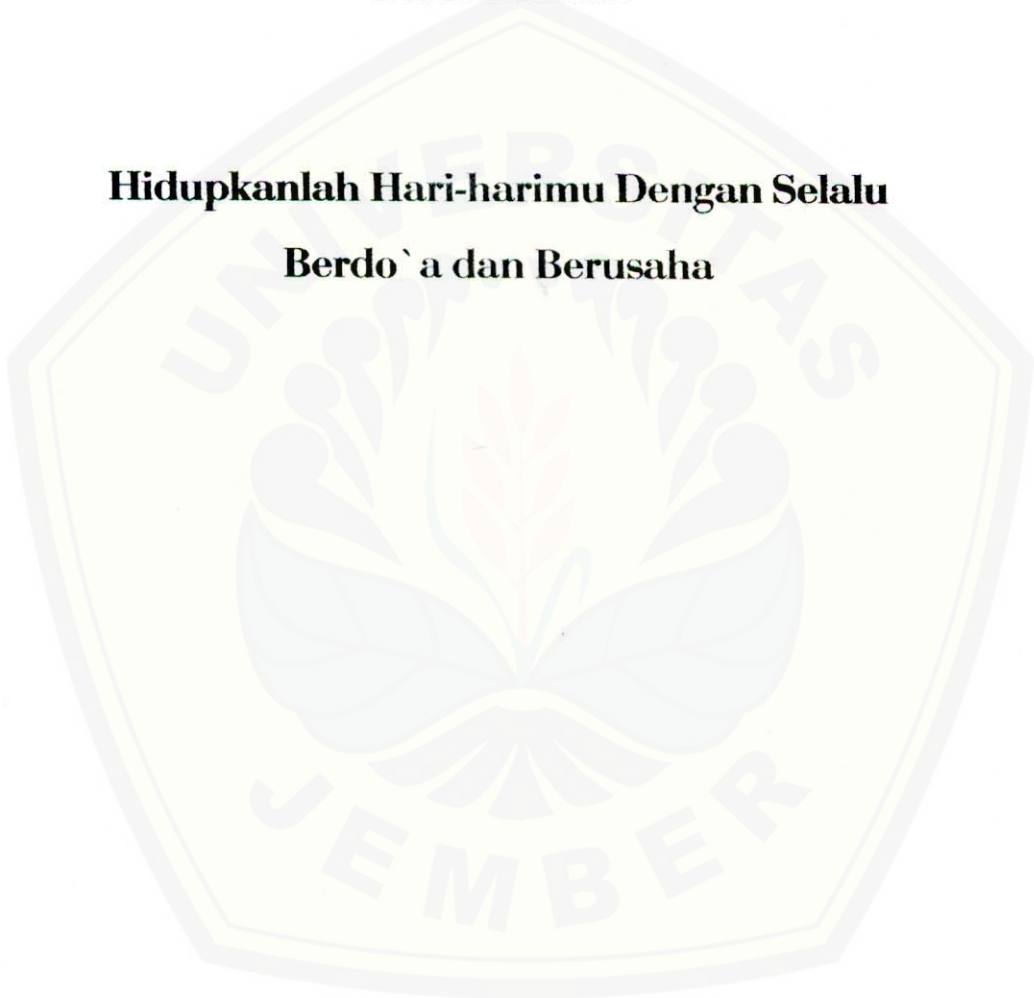 Hidupkanlah Hari-harimu Dengan Selalu
Berdo`a dan Berusaha
UNIVERSITAS
JEMBER